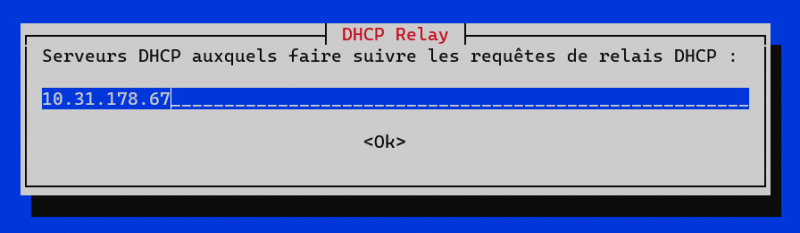 DHCP Relay
Serveurs DHCP auxquels faire suivre les requêtes de relais DHCP :
10.31.178.67
<Ok>